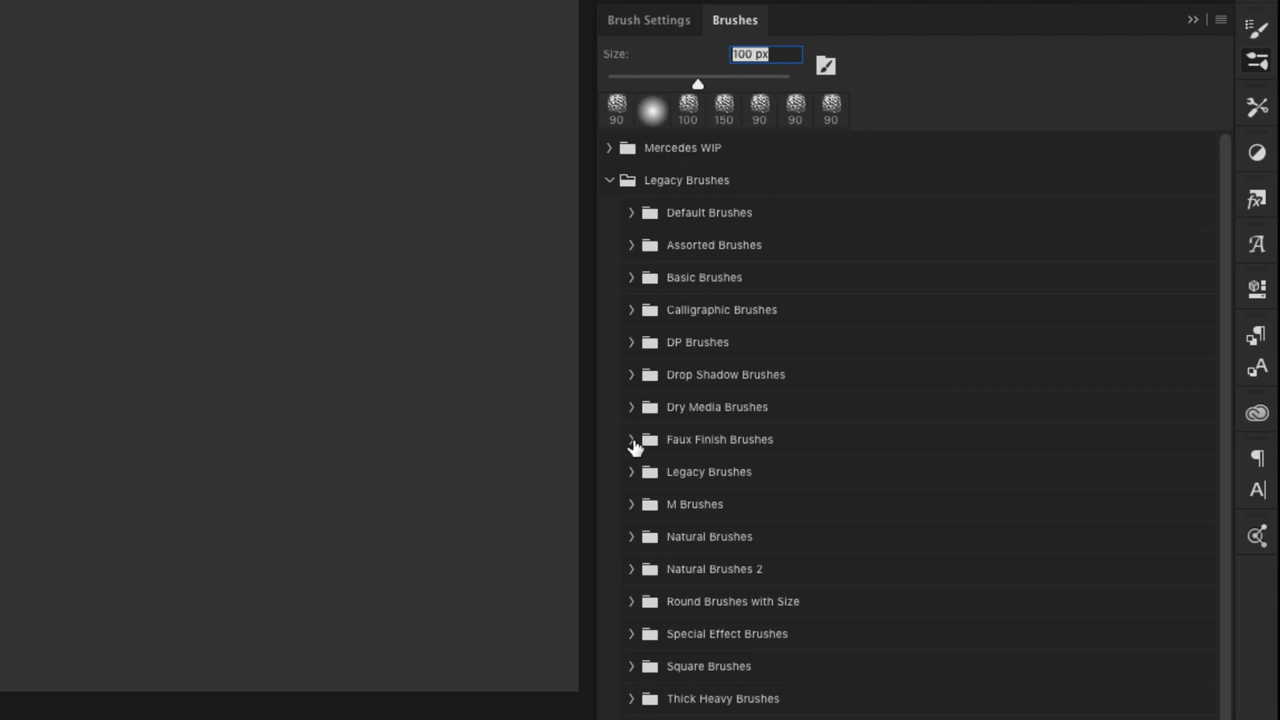 Brush Settings Brushes
Size: 100 px
90 100 150 90 90 90
Mercedes WIP
Legacy Brushes
Default Brushes
Assorted Brushes
Basic Brushes
Calligraphic Brushes
DP Brushes
Drop Shadow Brushes
Dry Media Brushes
Faux Finish Brushes
Legacy Brushes
M Brushes
Natural Brushes
Natural Brushes 2
Round Brushes with Size
Special Effect Brushes
Square Brushes
Thick Heavy Brushes